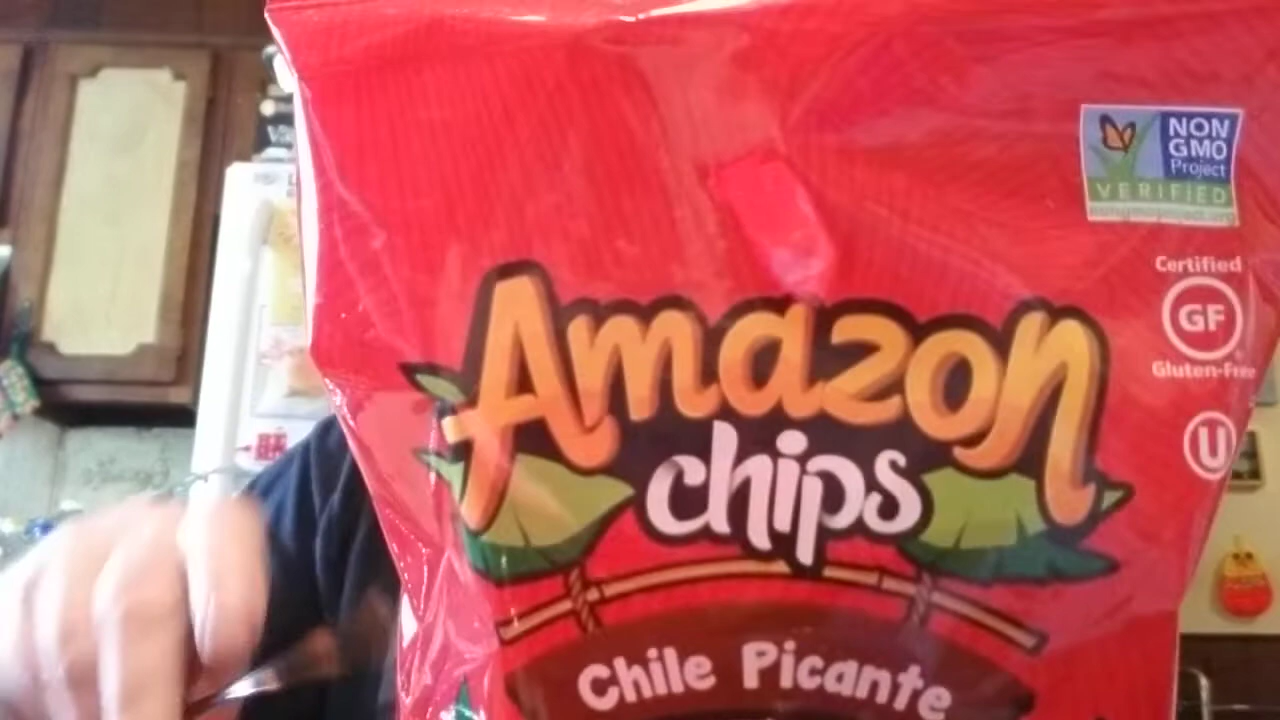 NON
GMO
Project
VERIFIED
Certified
GF
Gluten-Free
U
Amazon
chips
Chile Picante